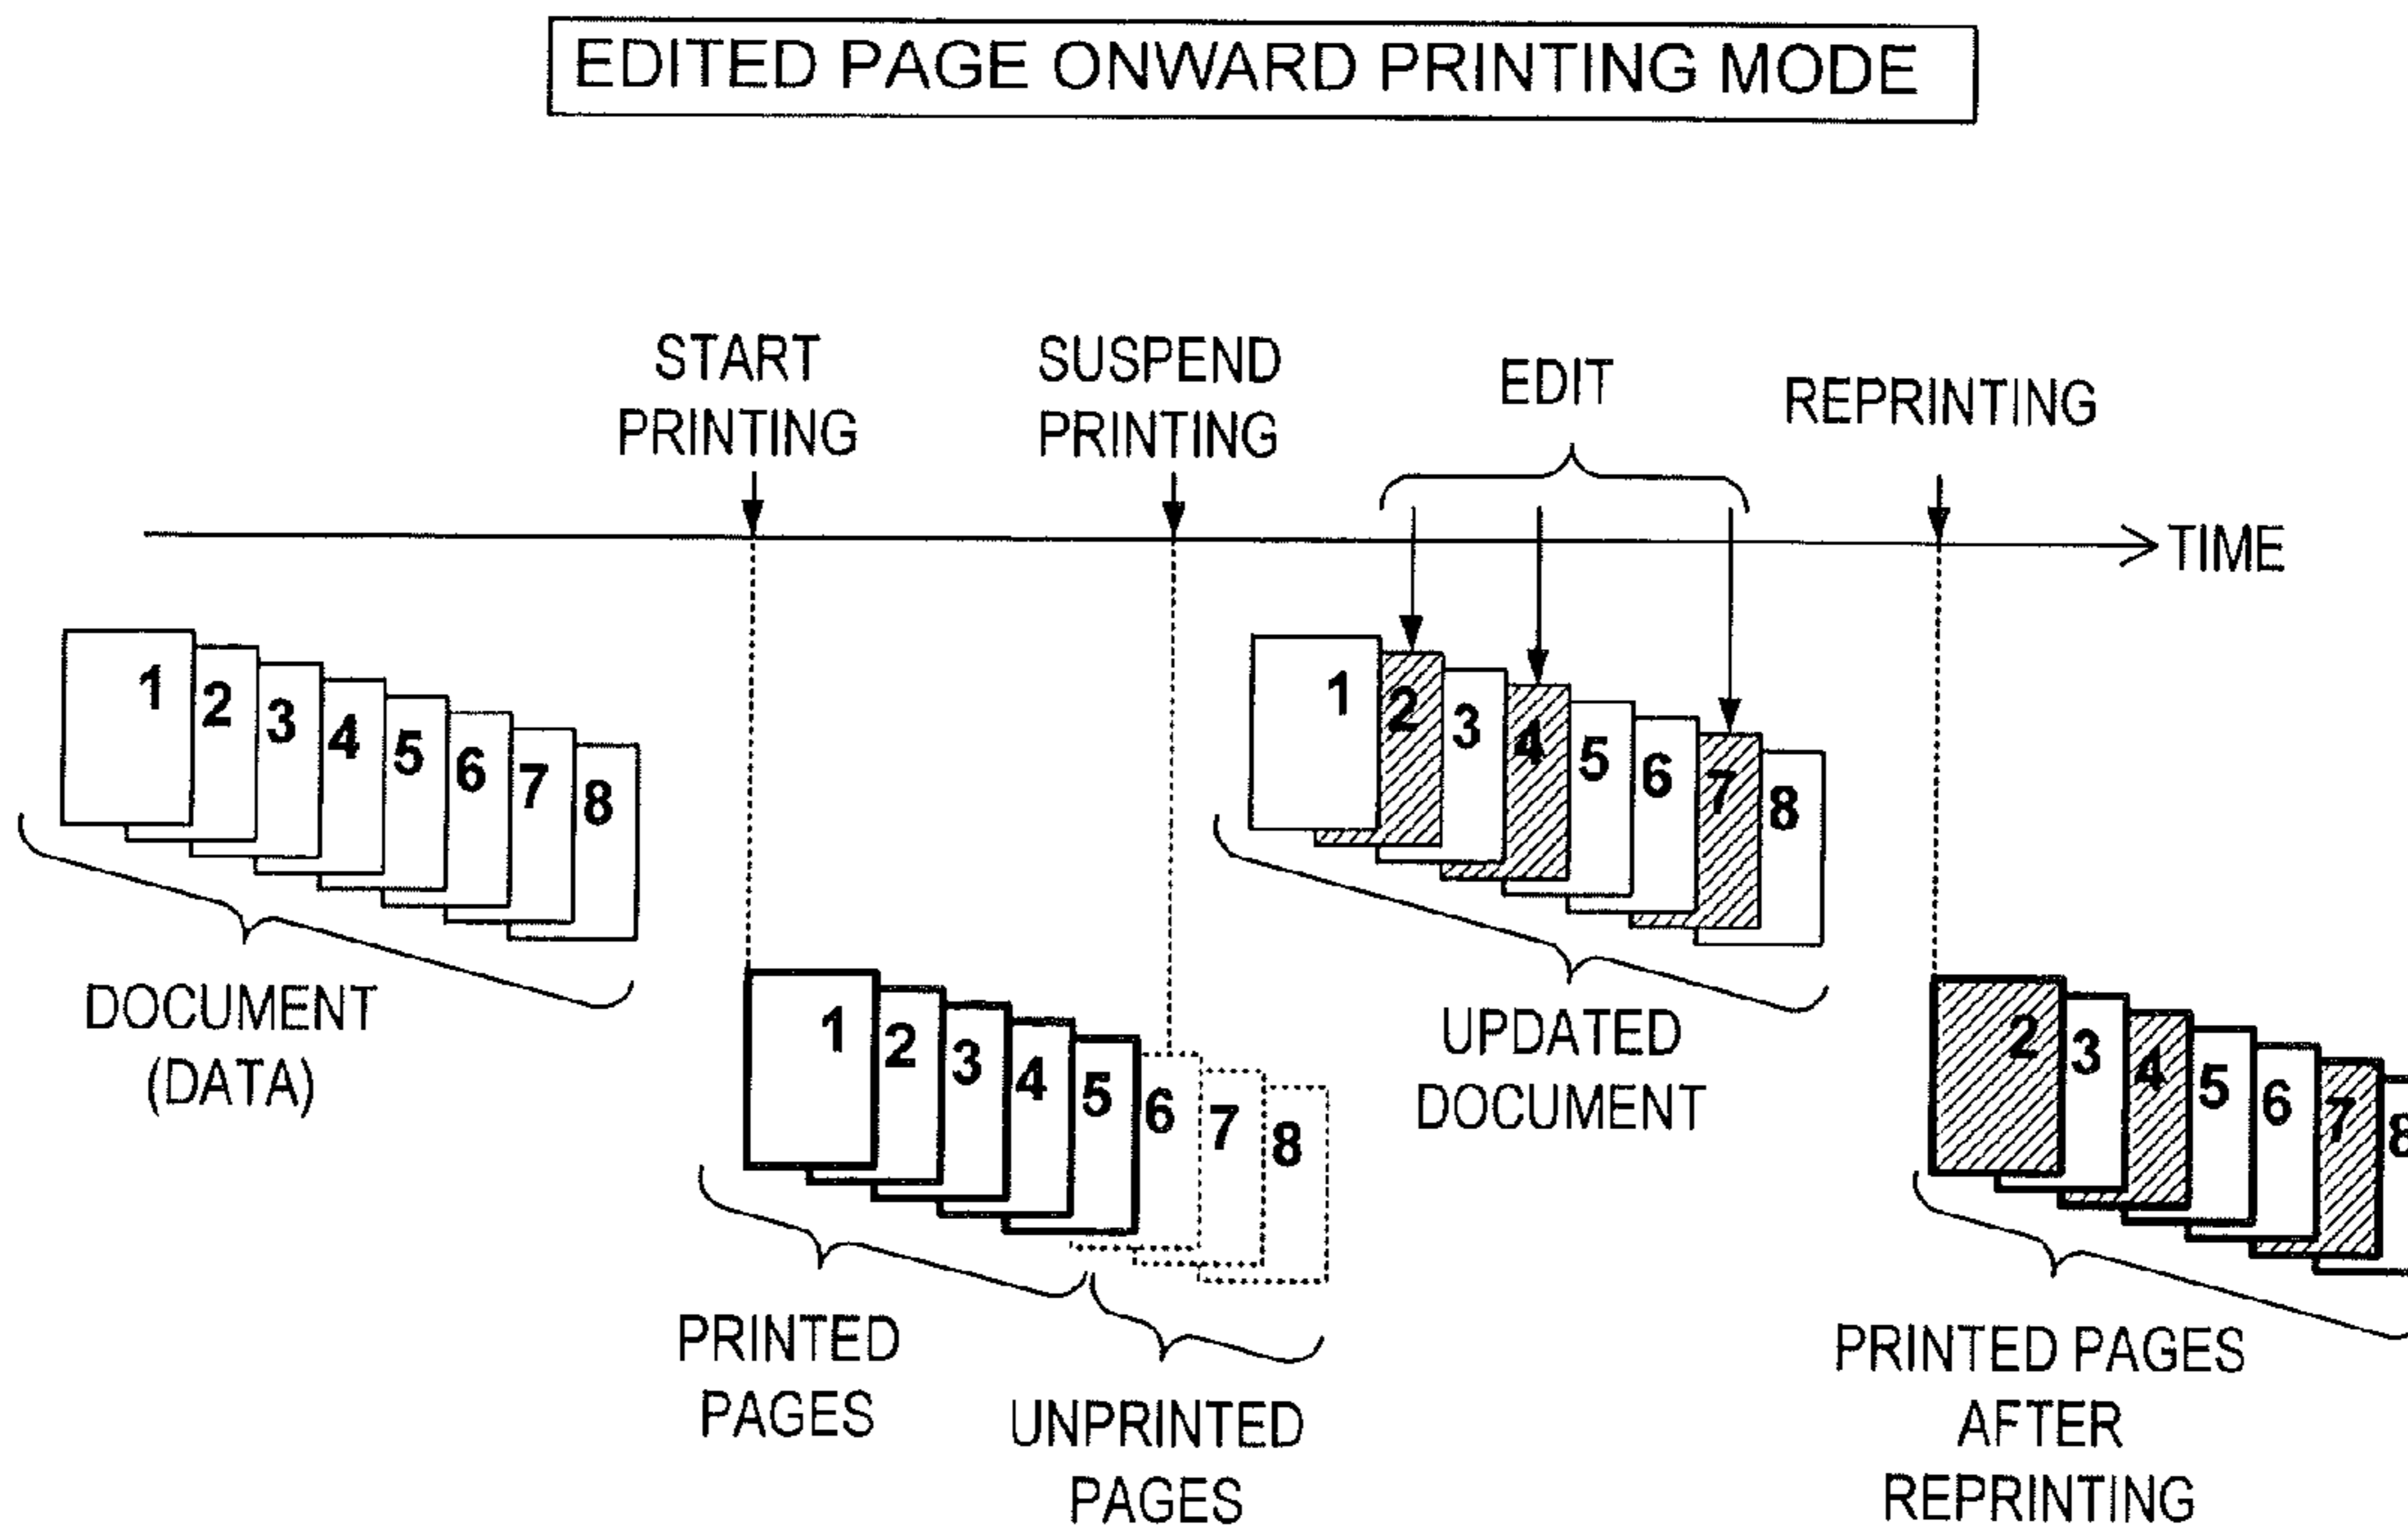 EDITED PAGE ONWARD PRINTING MODE
START
PRINTING
SUSPEND
PRINTING
EDIT
REPRINTING
TIME
1 2 3 4 5 6 7 8
DOCUMENT
(DATA)
1 2 3 4 5 6 7 8
PRINTED
PAGES
UNPRINTED
PAGES
1 2 3 4 5 6 7 8
UPDATED
DOCUMENT
2 3 4 5 6 7 8
PRINTED PAGES
AFTER
REPRINTING